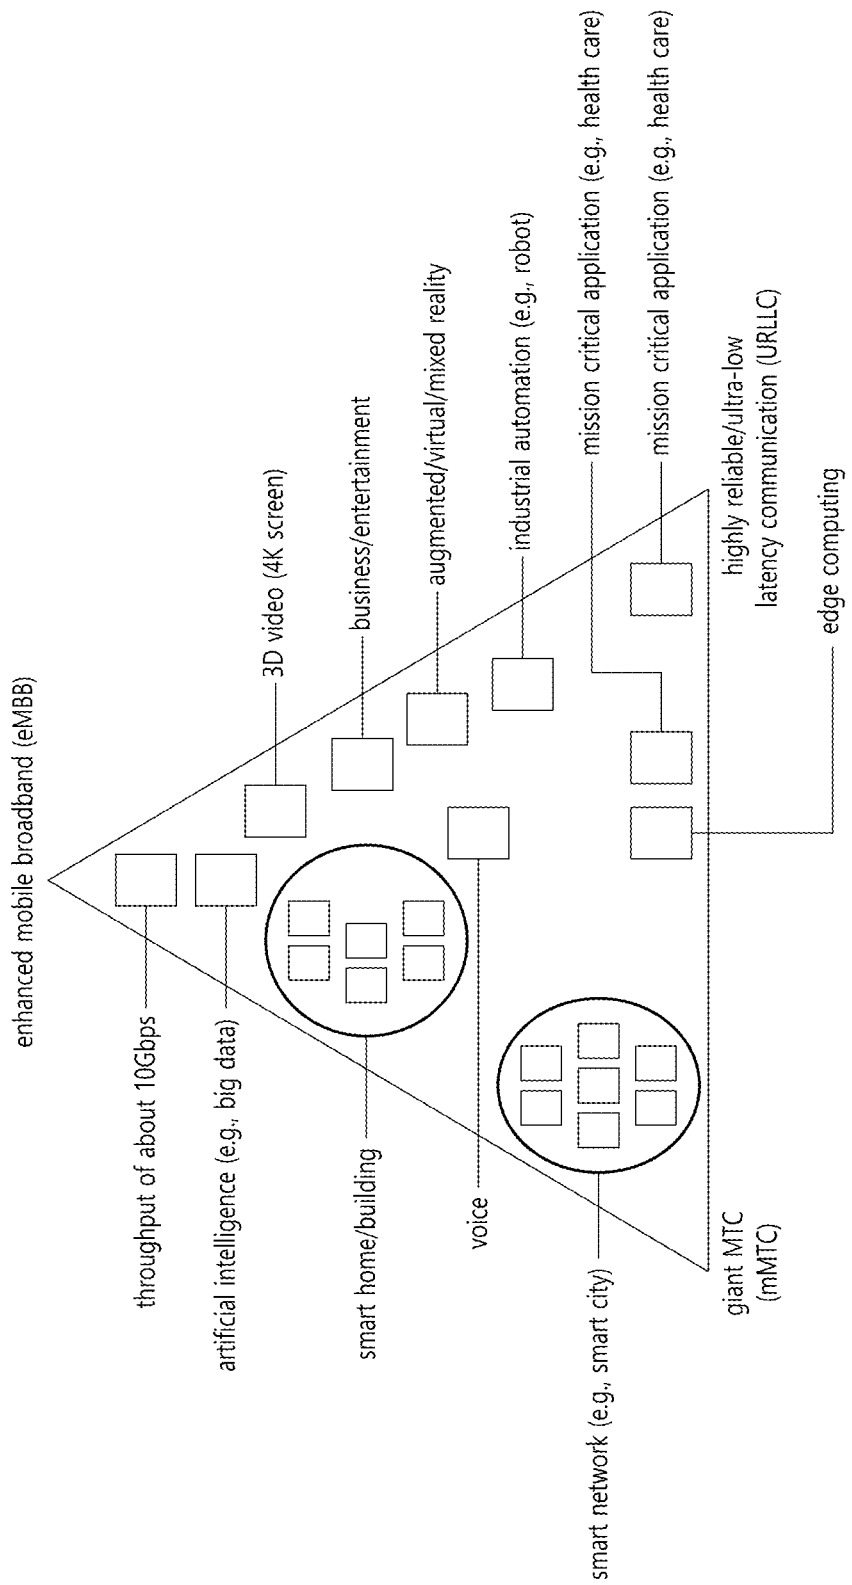 enhanced mobile broadband (eMBB)
throughput of about 10Gbps
artificial intelligence (e.g., big data)
3D video (4K screen)
smart home/building
business/entertainment
augmented/virtual/mixed reality
voice
industrial automation (e.g., robot)
smart network (e.g., smart city)
mission critical application (e.g., health care)
mission critical application (e.g., health care)
giant MTC
(mMTC)
highly reliable/ultra-low
latency communication (URLLC)
edge computing